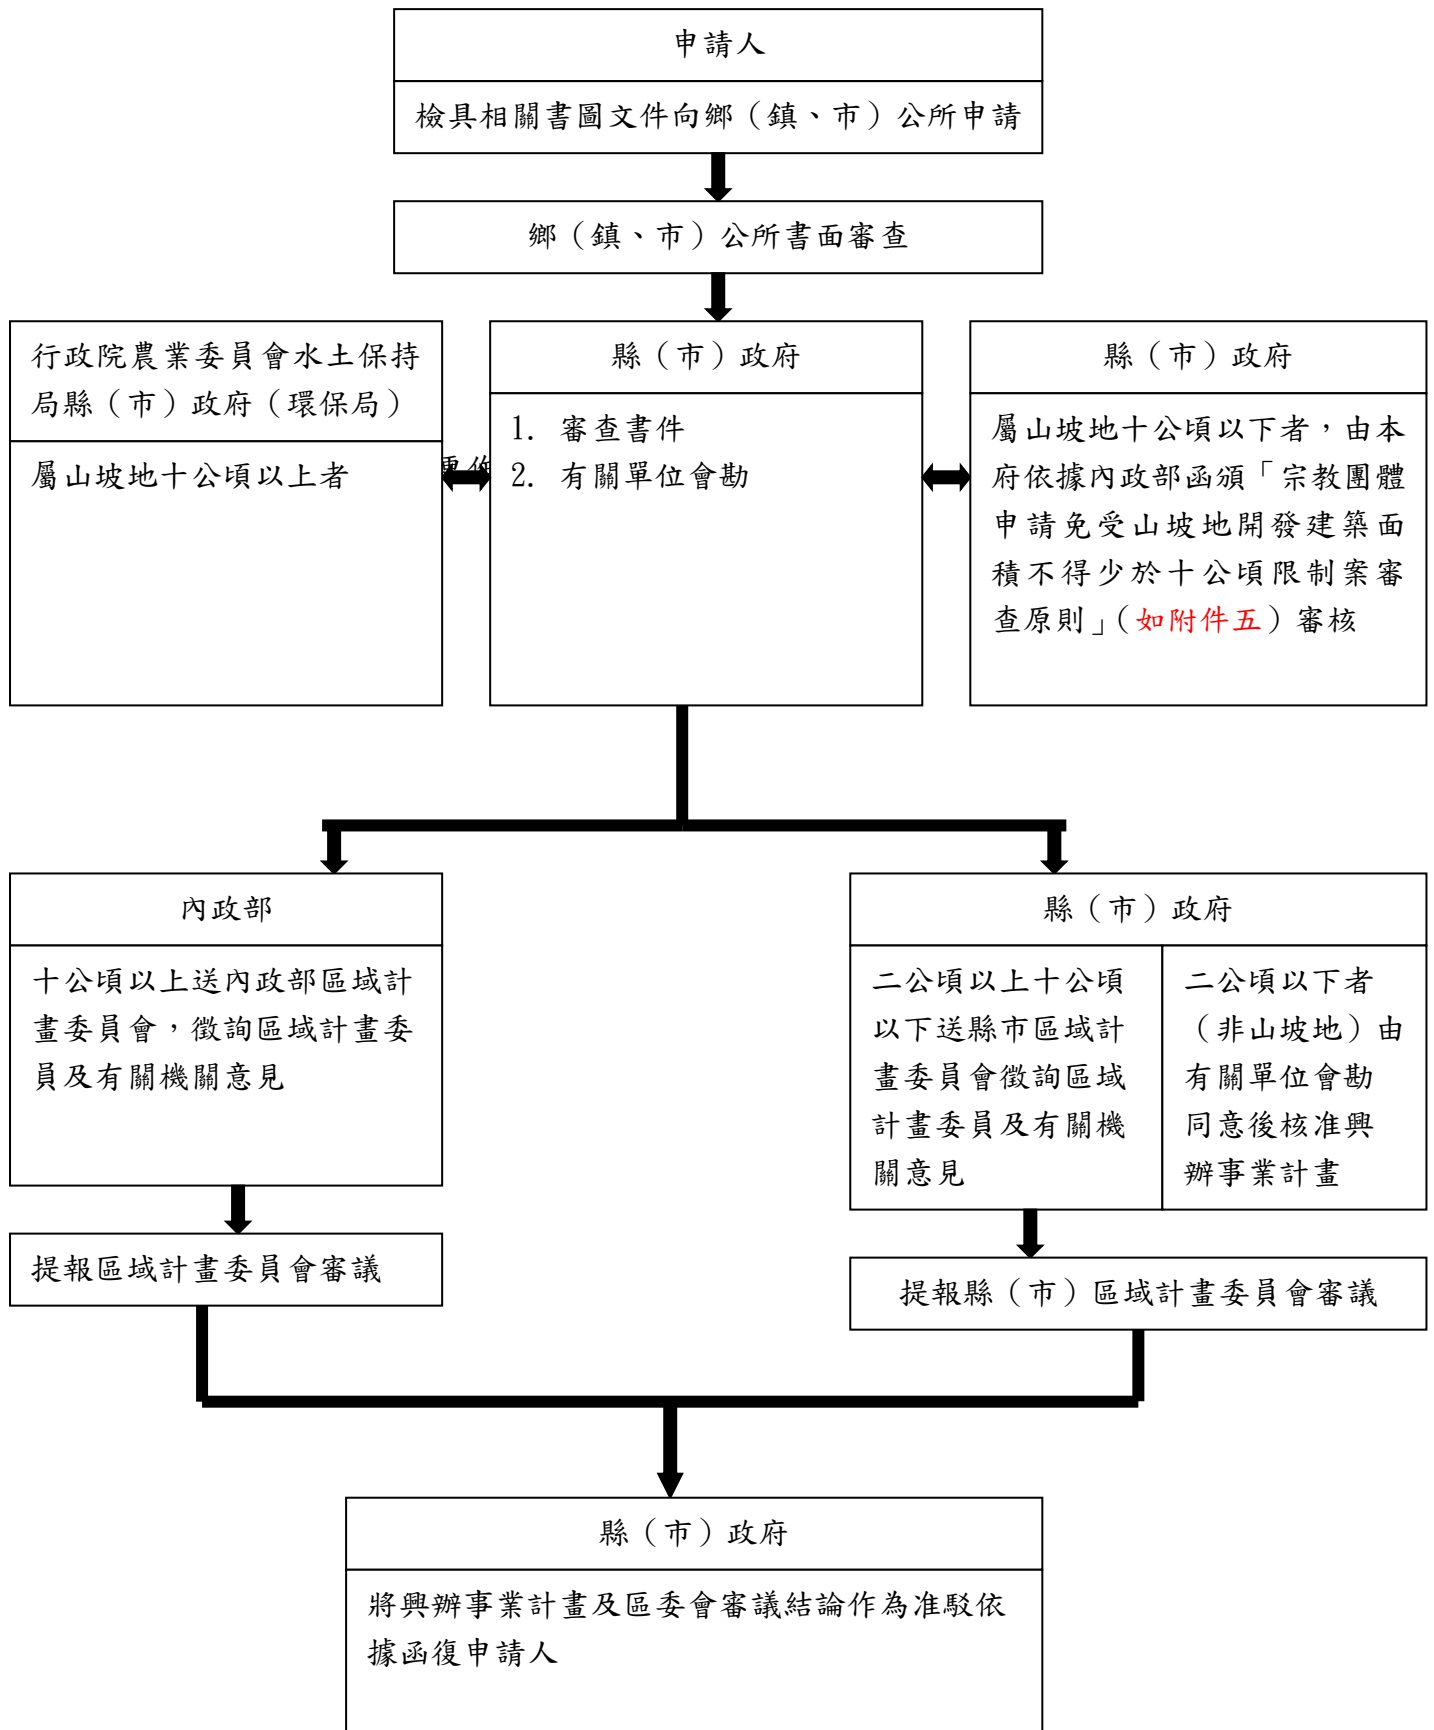 申請人
檢具相關書圖文件向鄉（鎮、市）公所申請
鄉（鎮、市）公所書面審查
行政院農業委員會水土保持
局縣（市）政府（環保局）
屬山坡地十公頃以上者
縣（市）政府
1. 審查書件
2. 有關單位會勘
縣（市）政府
屬山坡地十公頃以下者，由本
府依據內政部函頒「宗教團體
申請免受山坡地開發建築面
積不得少於十公頃限制案審
查原則」（如附件五）審核
內政部
十公頃以上送內政部區域計
畫委員會，徵詢區域計畫委
員及有關機關意見
提報區域計畫委員會審議
縣（市）政府
二公頃以上十公頃
以下送縣市區域計
畫委員會徵詢區域
計畫委員及有關機
關意見
二公頃以下者
（非山坡地）由
有關單位會勘
同意後核准興
辦事業計畫
提報縣（市）區域計畫委員會審議
縣（市）政府
將興辦事業計畫及區委會審議結論作為准駁依
據函復申請人